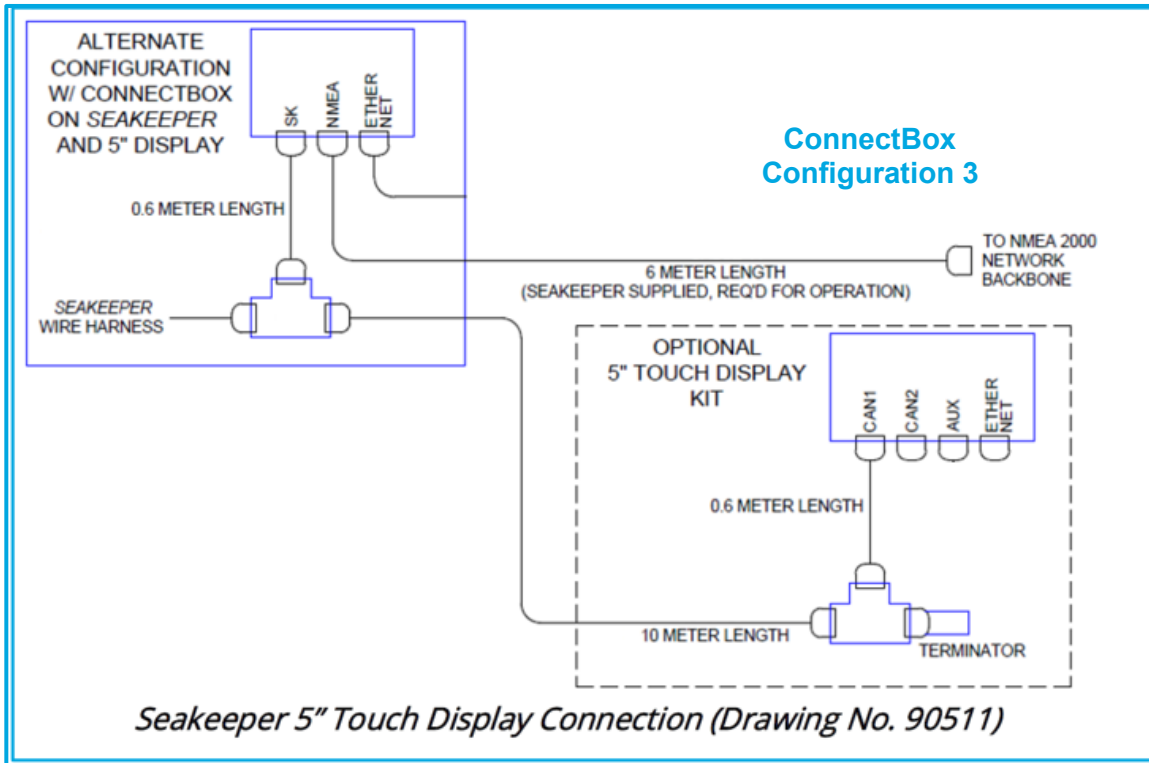 ALTERNATE
CONFIGURATION
W/ CONNECTBOX
ON SEAKEEPER
AND 5" DISPLAY
SK
NMEA
ETHER
NET
ConnectBox
Configuration 3
0.6 METER LENGTH
TO NMEA 2000
NETWORK
BACKBONE
6 METER LENGTH
(SEAKEEPER SUPPLIED, REQ'D FOR OPERATION)
SEAKEEPER
WIRE HARNESS
OPTIONAL
5" TOUCH DISPLAY
KIT
CAN1
CAN2
AUX
ETHER
NET
0.6 METER LENGTH
10 METER LENGTH
TERMINATOR
Seakeeper 5” Touch Display Connection (Drawing No. 90511)